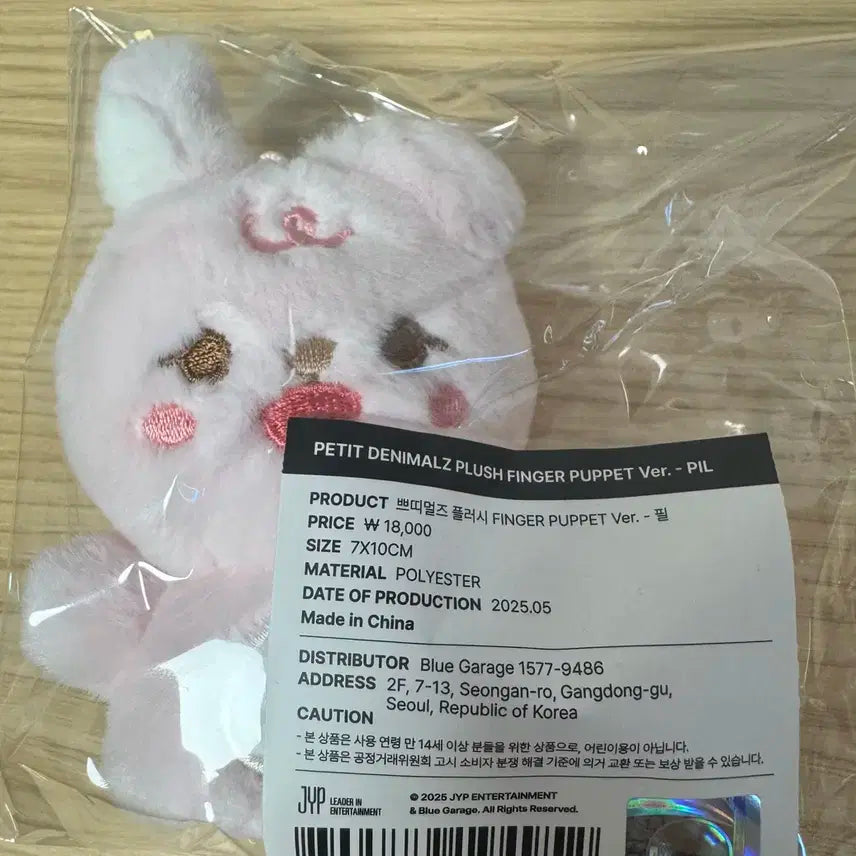 PETIT DENIMALZ PLUSH FINGER PUPPET Ver. - PIL
PRODUCT 쁘띠멀즈 플러시 FINGER PUPPET Ver. - 필
PRICE ₩ 18,000
SIZE 7X10CM
MATERIAL POLYESTER
DATE OF PRODUCTION 2025.05
Made in China
DISTRIBUTOR Blue Garage 1577-9486
ADDRESS 2F, 7-13, Seongan-ro, Gangdong-gu,
Seoul, Republic of Korea
CAUTION
- 본 상품은 사용 연령 만 14세 이상 분들을 위한 상품으로, 어린이용이 아닙니다.
- 본 상품은 공정거래위원회 고시 소비자 분쟁 해결 기준에 의거 교환 또는 보상 받을 수 있습니다.
JYP LEADER IN
ENTERTAINMENT
© 2025 JYP ENTERTAINMENT
& Blue Garage. All Rights Reserved.